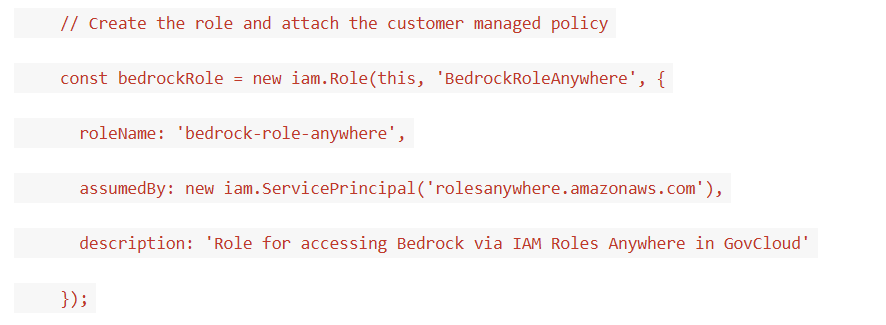 // Create the role and attach the customer managed policy
const bedrockRole = new iam.Role(this, 'BedrockRoleAnywhere', {
roleName: 'bedrock-role-anywhere',
assumedBy: new iam.ServicePrincipal('rolesanywhere.amazonaws.com'),
description: 'Role for accessing Bedrock via IAM Roles Anywhere in GovCloud'
});